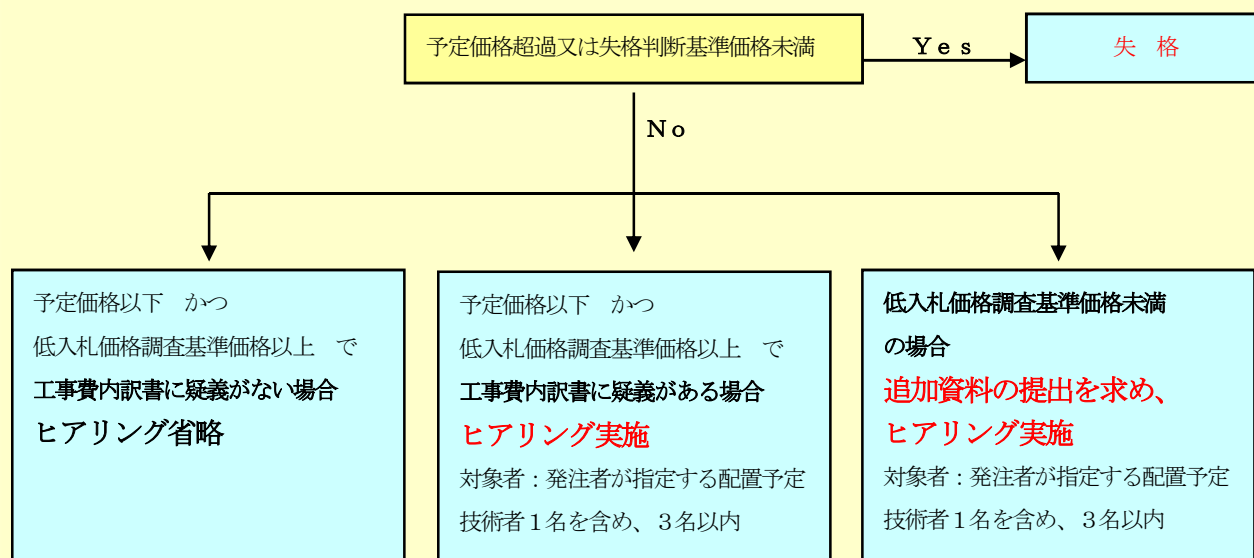 予定価格超過又は失格判断基準価格未満
Ｙｅｓ
失　格
Ｎｏ
予定価格以下　かつ
低入札価格調査基準価格以上　で
工事費内訳書に疑義がない場合
ヒアリング省略
予定価格以下　かつ
低入札価格調査基準価格以上　で
工事費内訳書に疑義がある場合
ヒアリング実施
対象者：発注者が指定する配置予定
技術者１名を含め、３名以内
低入札価格調査基準価格未満
の場合
追加資料の提出を求め、
ヒアリング実施
対象者：発注者が指定する配置予定
技術者１名を含め、３名以内